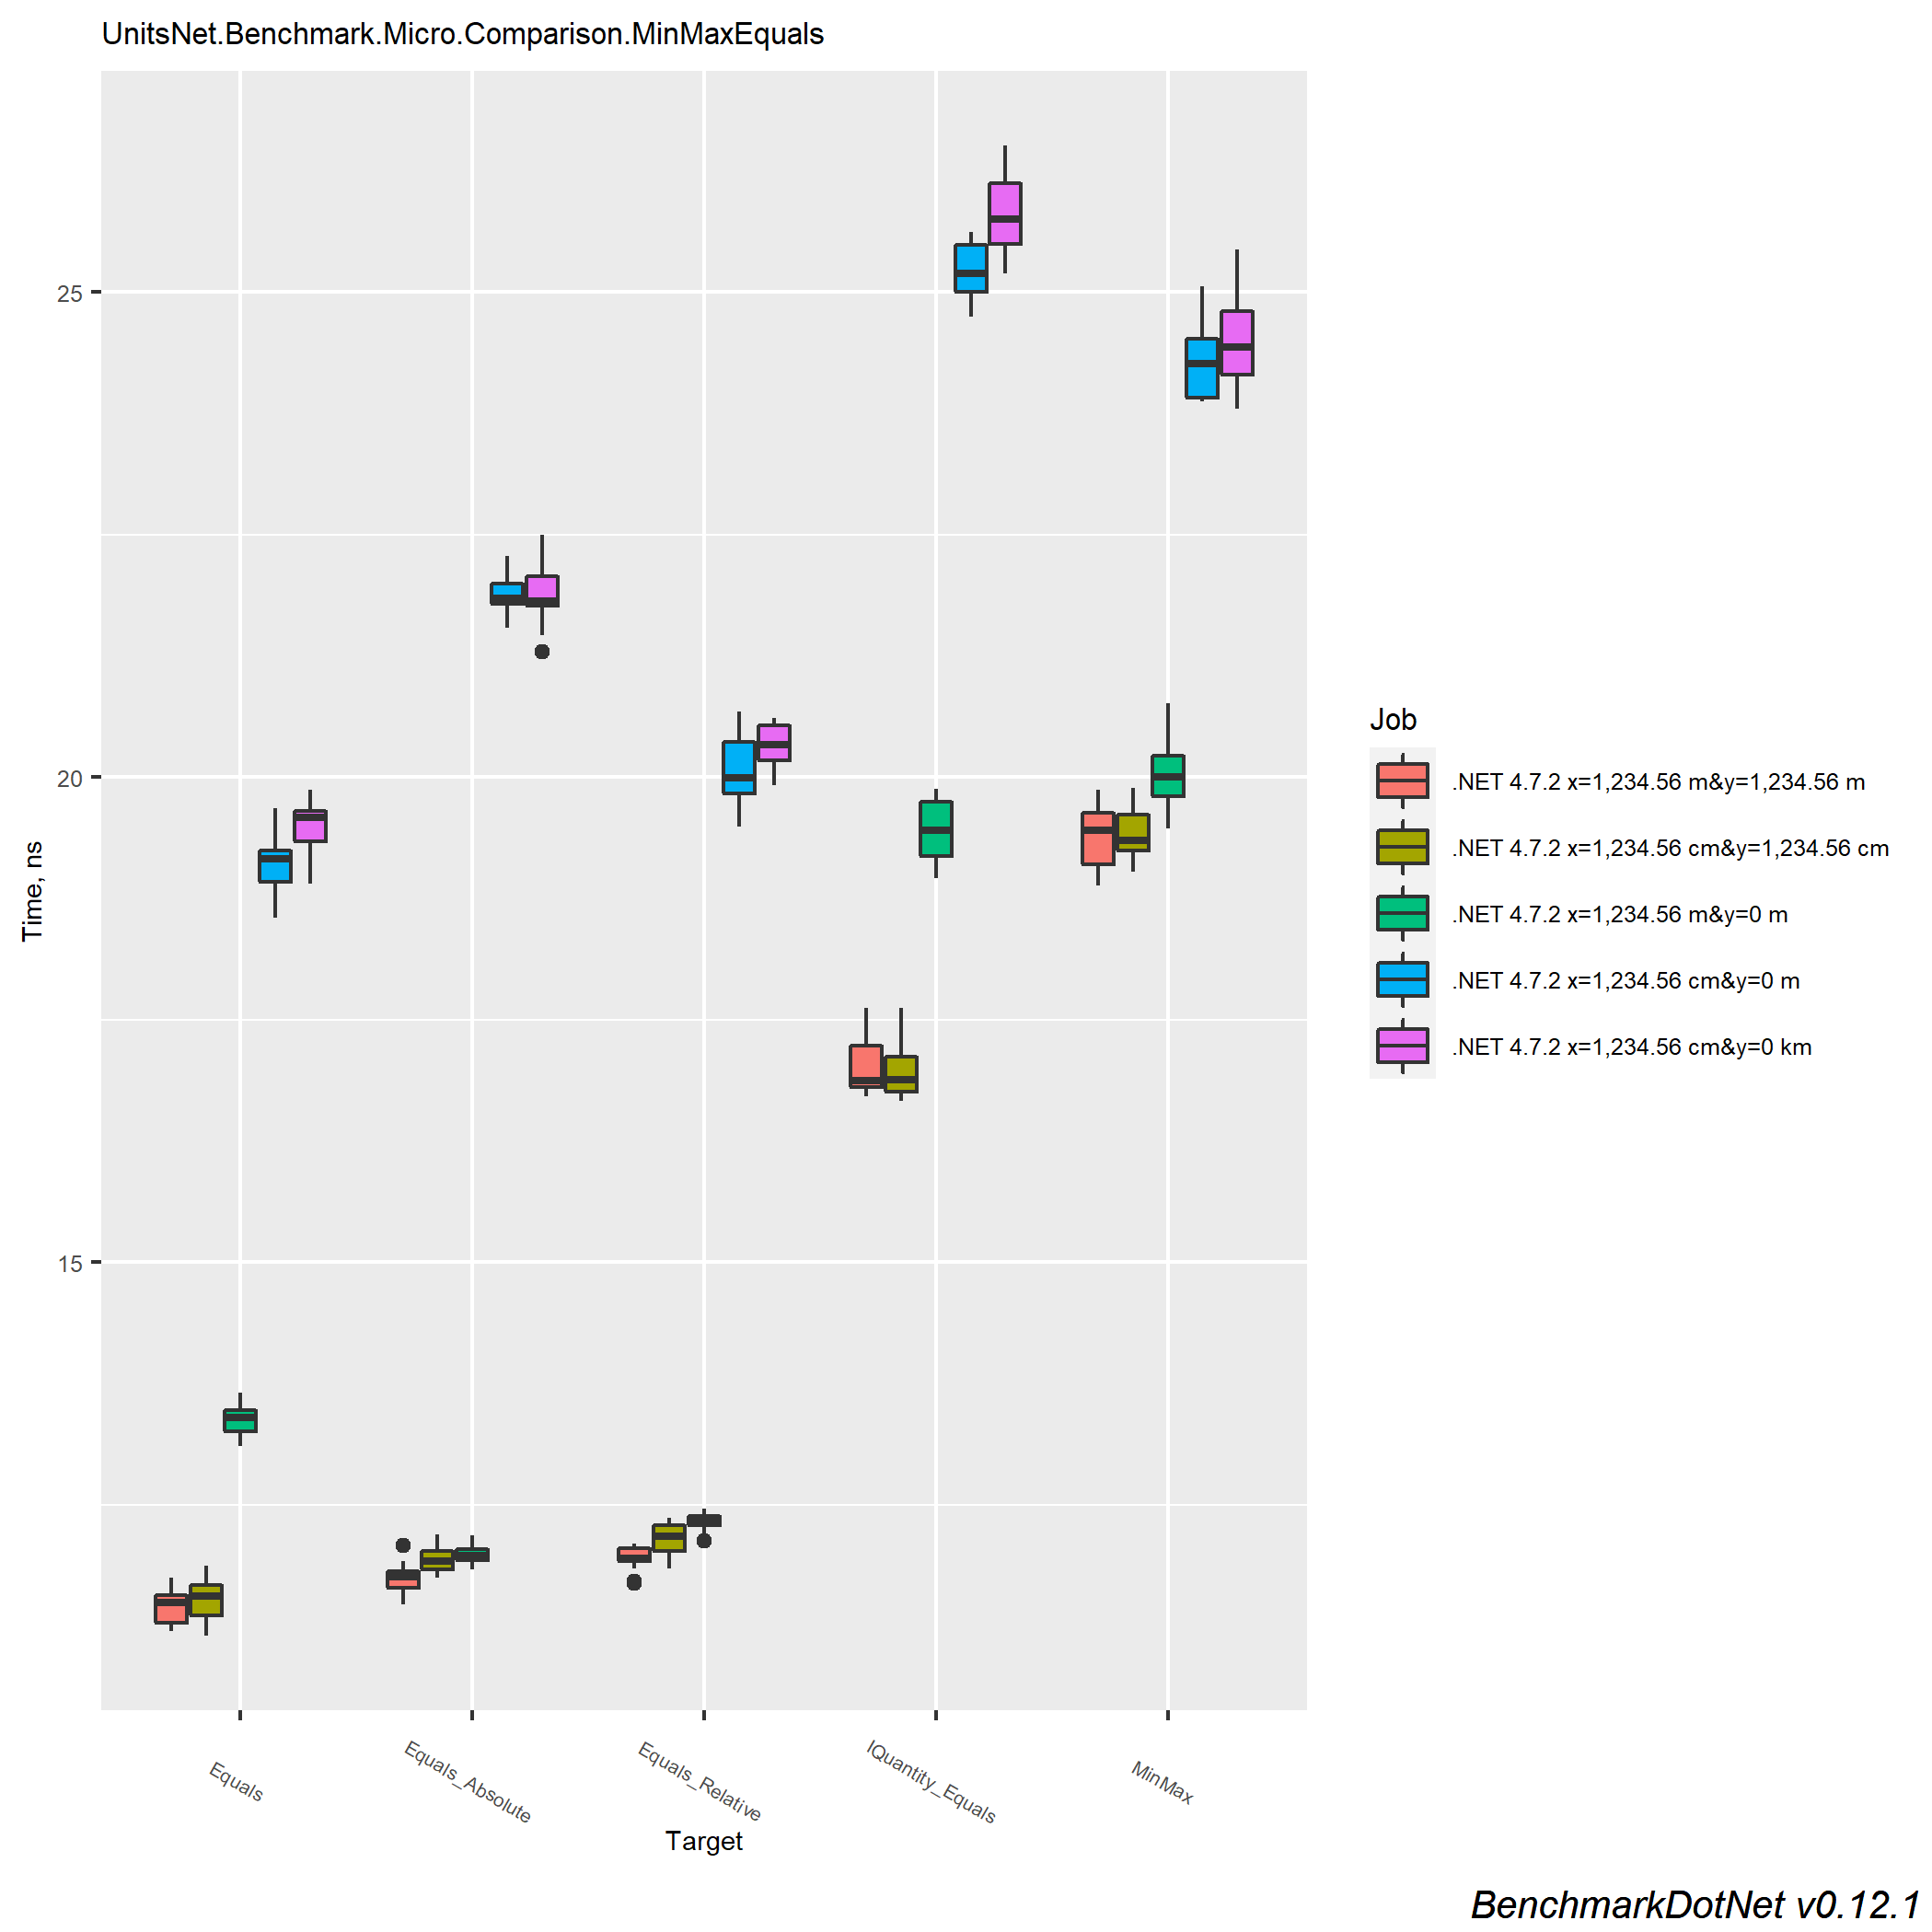 UnitsNet.Benchmark.Micro.Comparison.MinMaxEquals
25
20
15
Time, ns
Equals
Equals_Absolute
Equals_Relative
IQuantity_Equals
MinMax
Target
Job
.NET 4.7.2 x=1,234.56 m&y=1,234.56 m
.NET 4.7.2 x=1,234.56 cm&y=1,234.56 cm
.NET 4.7.2 x=1,234.56 m&y=0 m
.NET 4.7.2 x=1,234.56 cm&y=0 m
.NET 4.7.2 x=1,234.56 cm&y=0 km
BenchmarkDotNet v0.12.1